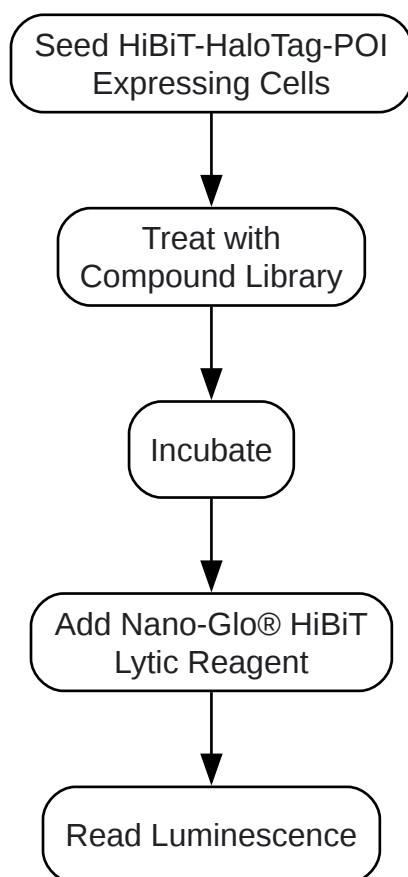 Seed HiBiT-HaloTag-POI
Expressing Cells
Treat with
Compound Library
Incubate
Add Nano-Glo® HiBiT
Lytic Reagent
Read Luminescence